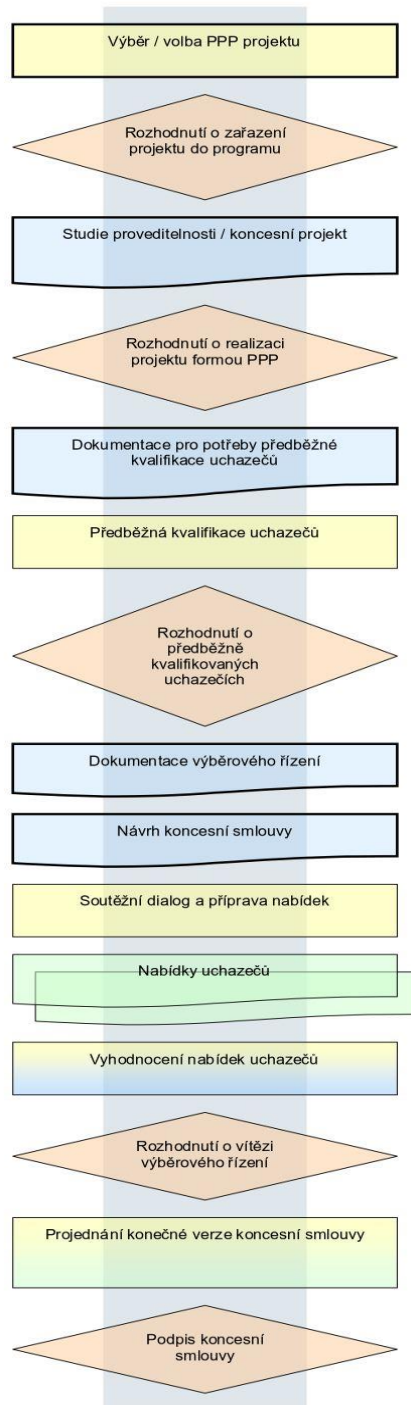 Výběr / volba PPP projektu
Rozhodnutí o zařazení
projektu do programu
Studie proveditelnosti / koncesní projekt
Rozhodnutí o realizaci
projektu formou PPP
Dokumentace pro potřeby předběžné
kvalifikace uchazečů
Předběžná kvalifikace uchazečů
Rozhodnutí o
předběžně
kvalifikovaných
uchazečích
Dokumentace výběrového řízení
Návrh koncesní smlouvy
Soutěžní dialog a příprava nabídek
Nabídky uchazečů
Vyhodnocení nabídek uchazečů
Rozhodnutí o vítězi
výběrového řízení
Projednání konečné verze koncesní smlouvy
Podpis koncesní
smlouvy